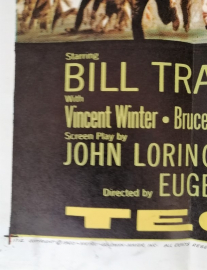 Starring
BILL TRA
With
Vincent Winter • Bruce
Screen Play by
JOHN LORING
Directed by
EUGE
TEC